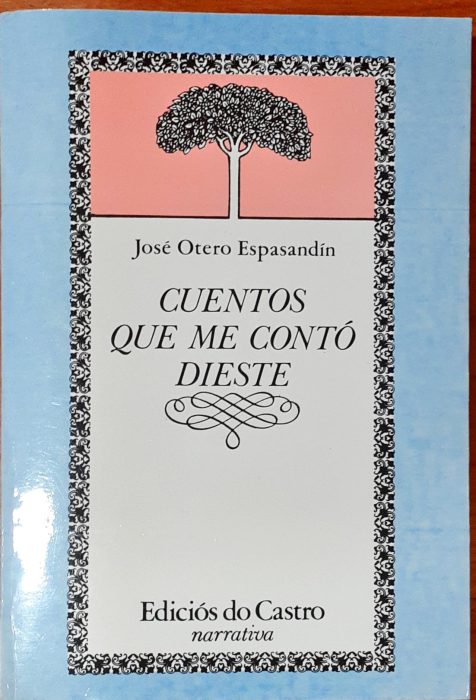 José Otero Espasandín
CUENTOS
QUE ME CONTÓ
DIESTE
Ediciós do Castro
narrativa